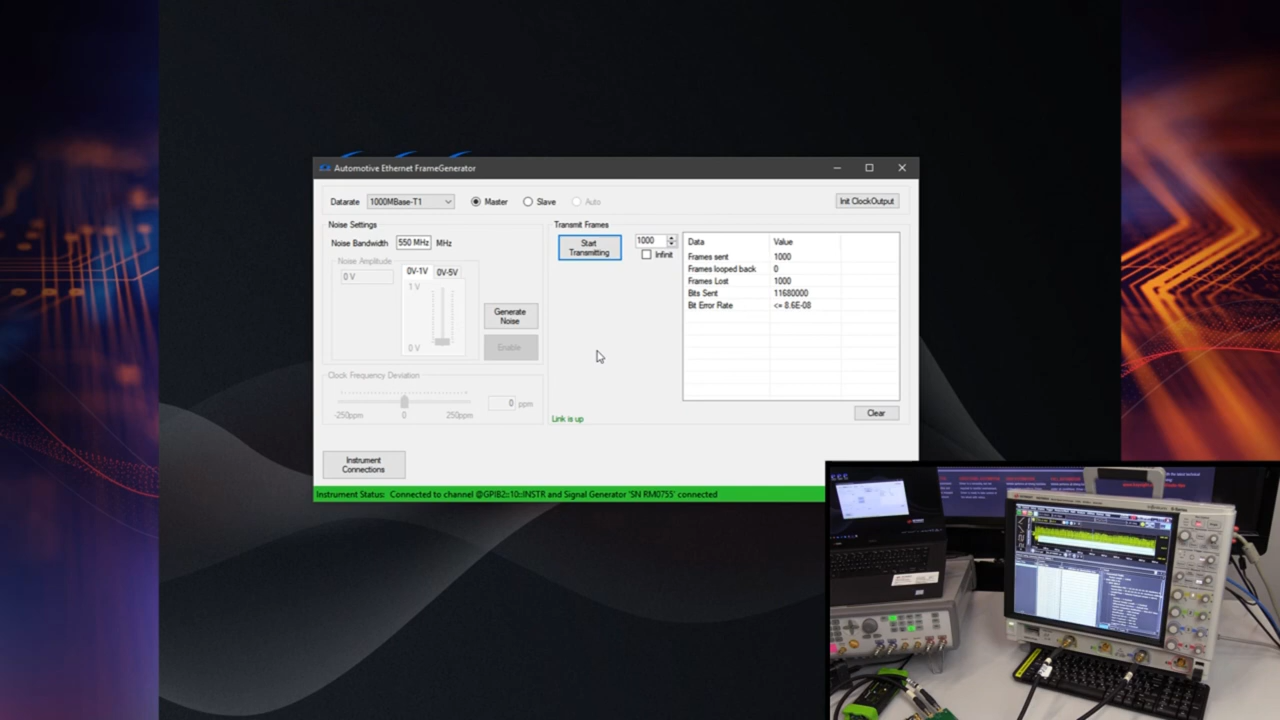 Automotive Ethernet FrameGenerator
Datarate 1000MBase-T1 Master Slave Auto Init ClockOutput
Noise Settings
Noise Bandwidth 550 MHz MHz
Noise Amplitude
0 V
0V-1V 0V-5V
1 V
0 V
Generate
Noise
Enable
Clock Frequency Deviation
-250ppm 0 250ppm
0 ppm
Transmit Frames
Start
Transmitting
1000
Infinit
Data Value
Frames sent 1000
Frames looped back 0
Frames Lost 1000
Bits Sent 11680000
Bit Error Rate <= 8.6E-08
Link is up
Clear
Instrument
Connections
Instrument Status: Connected to channel @GPIB2::10::INSTR and Signal Generator 'SN RM0755' connected